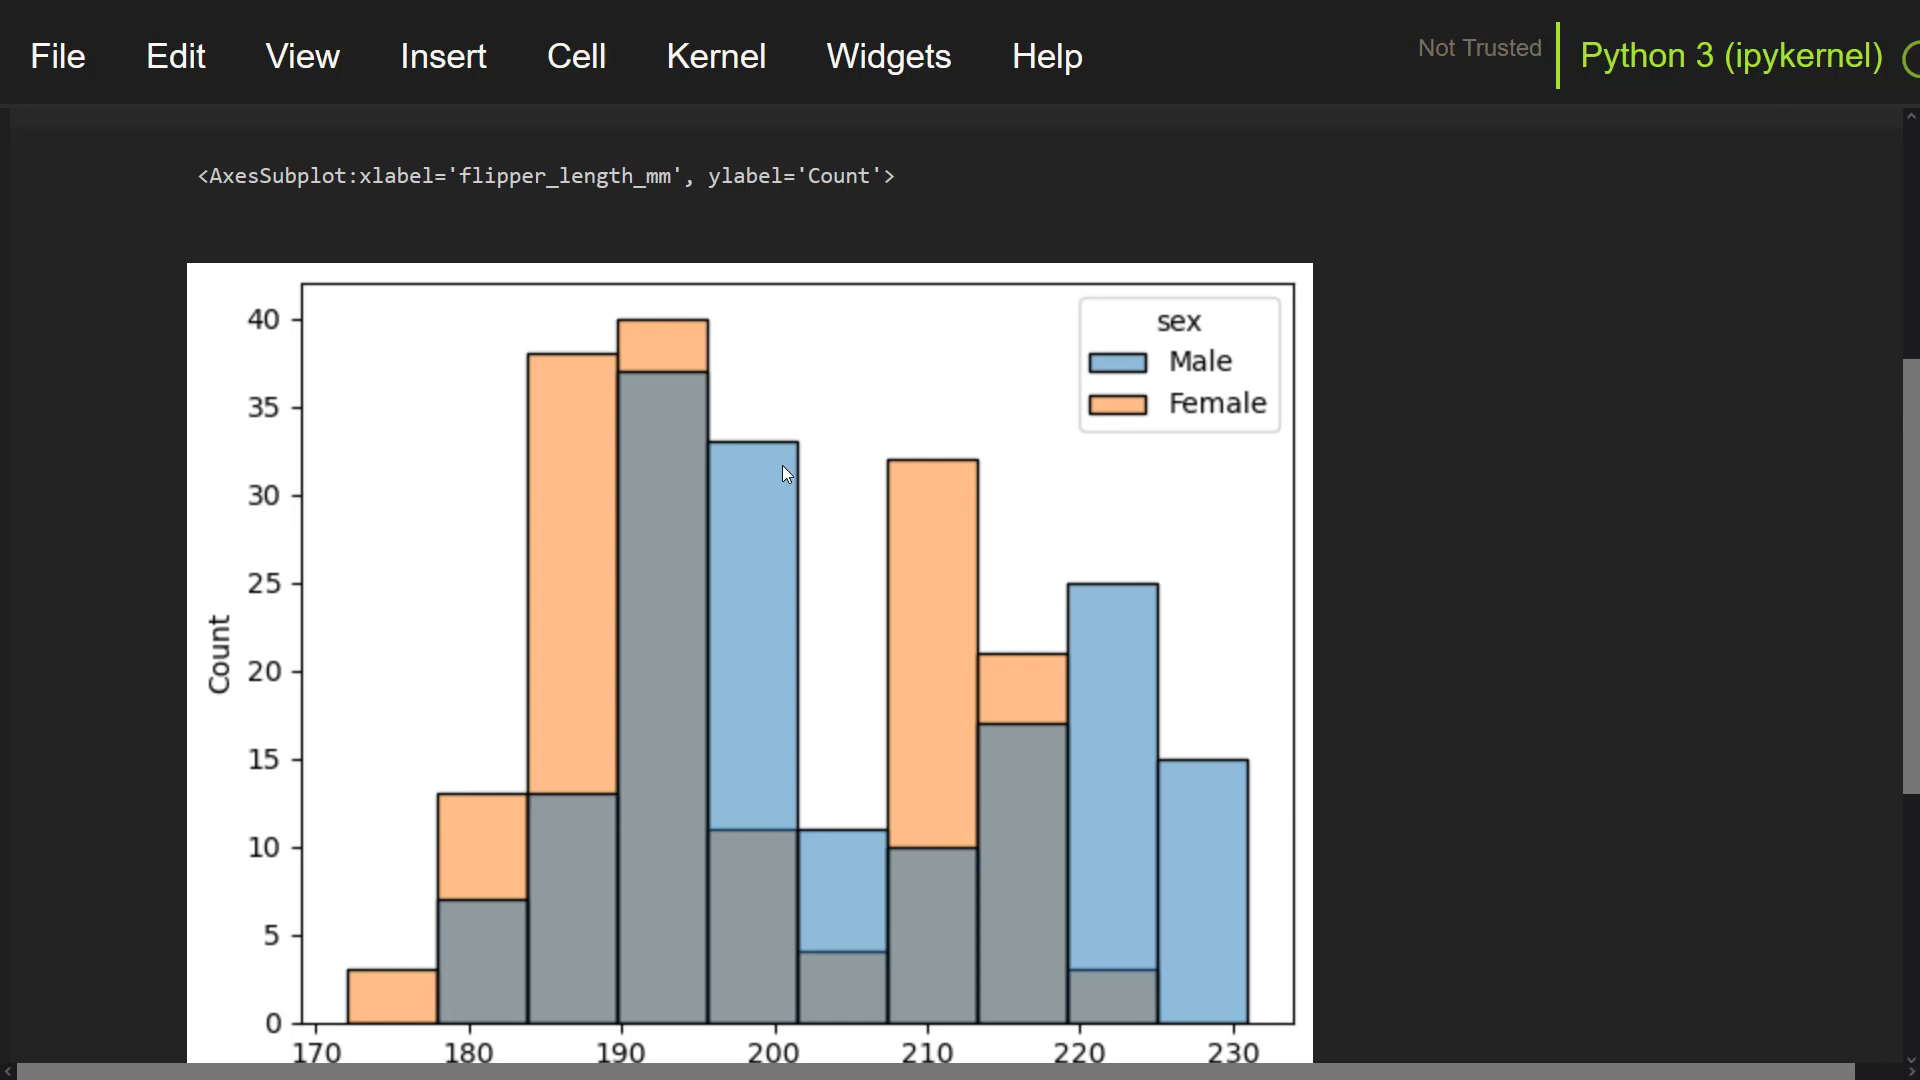 File Edit View Insert Cell Kernel Widgets Help Not Trusted Python 3 (ipykernel)
<AxesSubplot:xlabel='flipper_length_mm', ylabel='Count'>
sex
Male
Female
40
35
30
25
20
15
10
5
0
Count
170 180 190 200 210 220 230